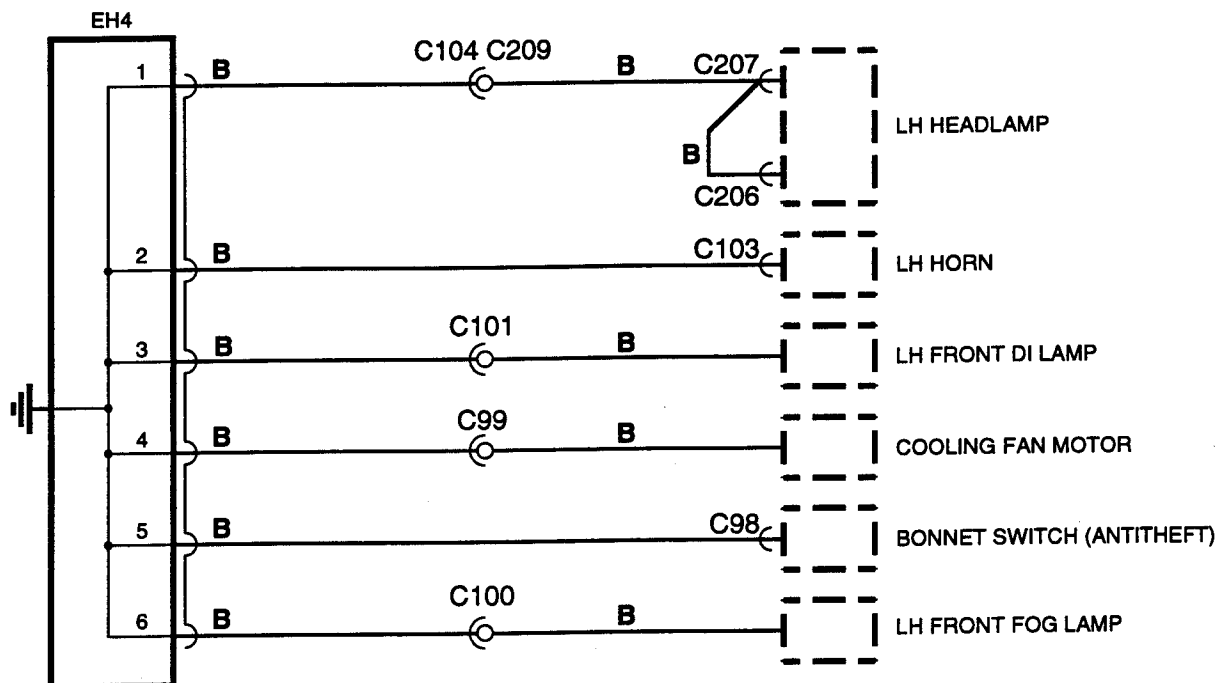 EH4
1 B C104 C209 B C207 LH HEADLAMP
B C206
2 B C103 LH HORN
3 B C101 B LH FRONT DI LAMP
4 B C99 B COOLING FAN MOTOR
5 B C98 BONNET SWITCH (ANTITHEFT)
6 B C100 B LH FRONT FOG LAMP